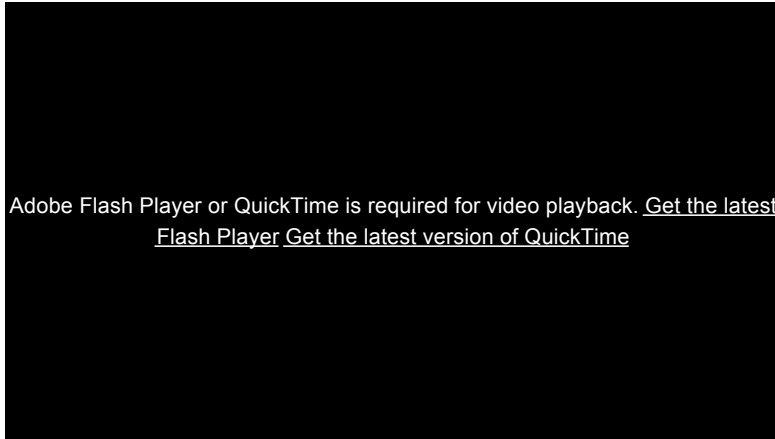 Adobe Flash Player or QuickTime is required for video playback. Get the latest
Flash Player Get the latest version of QuickTime